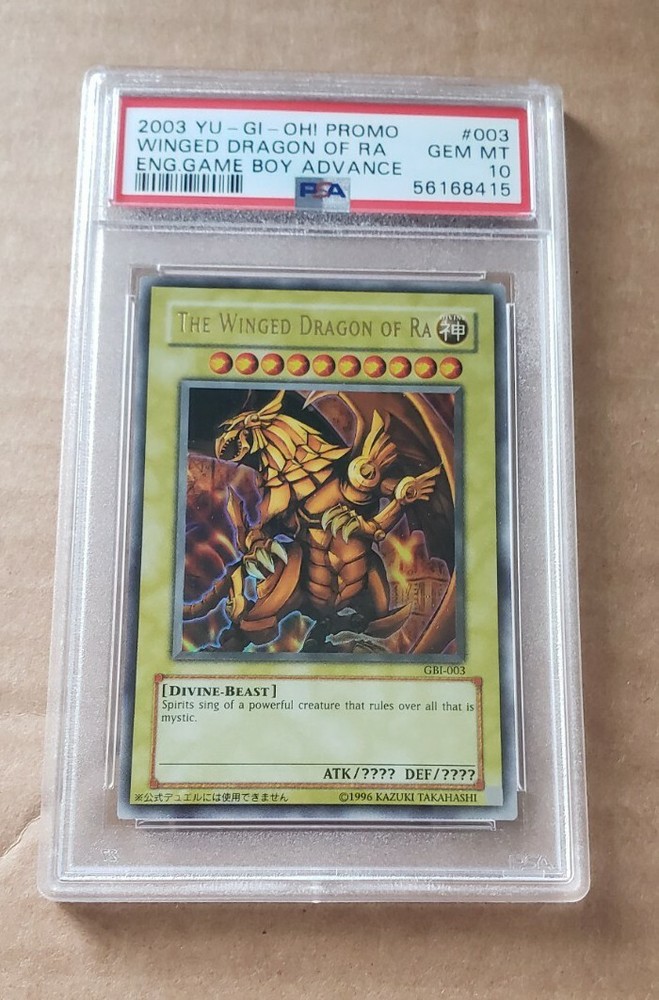 2003 YU-GI-OH! PROMO #003
WINGED DRAGON OF RA GEM MT
ENG.GAME BOY ADVANCE 10
PSA 56168415
THE WINGED DRAGON OF RA
DIVINE
神
GBI-003
[DIVINE-BEAST]
Spirits sing of a powerful creature that rules over all that is
mystic.
ATK/???? DEF/????
※公式デュエルには使用できません ©1996 KAZUKI TAKAHASHI
PSA